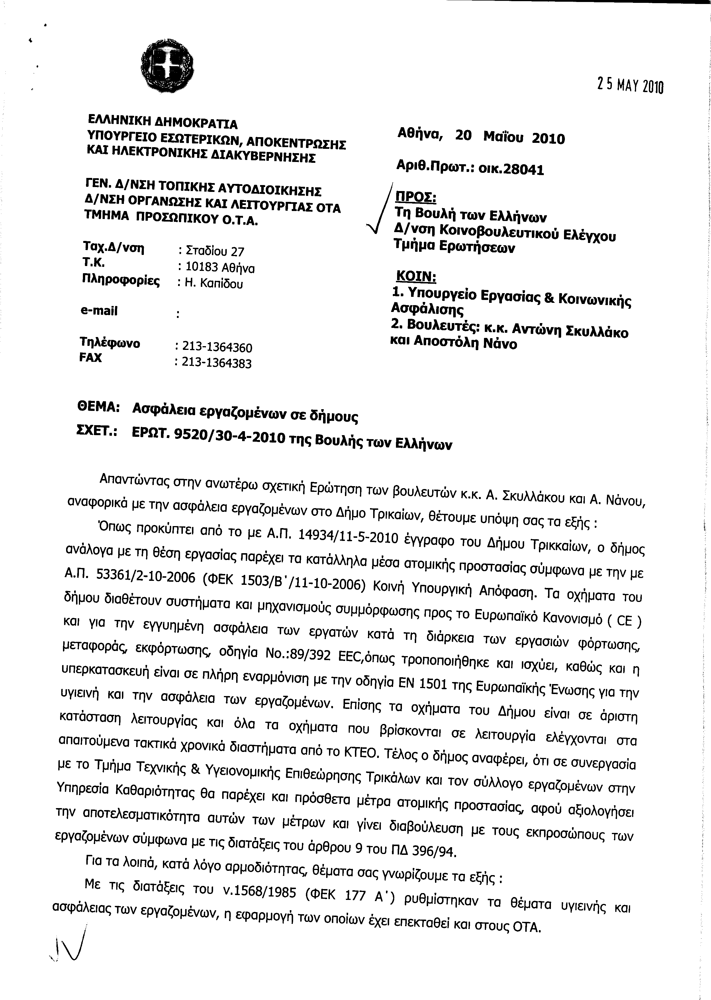 2 5 ΜΑΥ 2010
ΕΛΛΗΝΙΚΗ ΔΗΜΟΚΡΑΤΙΑ
ΥΠΟΥΡΓΕΙΟ ΕΣΩΤΕΡΙΚΩΝ, ΑΠΟΚΕΝΤΡΩΣΗΣ
ΚΑΙ ΗΛΕΚΤΡΟΝΙΚΗΣ ΔΙΑΚΥΒΕΡΝΗΣΗΣ
ΓΕΝ. Δ/ΝΣΗ ΤΟΠΙΚΗΣ ΑΥΤΟΔΙΟΙΚΗΣΗΣ
Δ/ΝΣΗ ΟΡΓΑΝΩΣΗΣ ΚΑΙ ΛΕΙΤΟΥΡΓΙΑΣ ΟΤΑ
ΤΜΗΜΑ ΠΡΟΣΩΠΙΚΟΥ Ο.Τ.Α.
Ταχ.Δ/νση : Σταδίου 27
Τ.Κ. : 10183 Αθήνα
Πληροφορίες : Η. Καπίδου
e-mail :
Τηλέφωνο : 213-1364360
FAX : 213-1364383
Αθήνα, 20 Μαΐου 2010
Αριθ.Πρωτ.: οικ.28041
ΠΡΟΣ:
Τη Βουλή των Ελλήνων
Δ/νση Κοινοβουλευτικού Ελέγχου
Τμήμα Ερωτήσεων
ΚΟΙΝ:
1. Υπουργείο Εργασίας & Κοινωνικής
Ασφάλισης
2. Βουλευτές: κ.κ. Αντώνη Σκυλλάκο
και Αποστόλη Νάνο
ΘΕΜΑ: Ασφάλεια εργαζομένων σε δήμους
ΣΧΕΤ.: ΕΡΩΤ. 9520/30-4-2010 της Βουλής των Ελλήνων
Απαντώντας στην ανωτέρω σχετική Ερώτηση των βουλευτών κ.κ. Α. Σκυλλάκου και Α. Νάνου,
αναφορικά με την ασφάλεια εργαζομένων στο Δήμο Τρικαίων, θέτουμε υπόψη σας τα εξής :
Όπως προκύπτει από το με Α.Π. 14934/11-5-2010 έγγραφο του Δήμου Τρικκαίων, ο δήμος
ανάλογα με τη θέση εργασίας παρέχει τα κατάλληλα μέσα ατομικής προστασίας σύμφωνα με την με
Α.Π. 53361/2-10-2006 (ΦΕΚ 1503/Β΄/11-10-2006) Κοινή Υπουργική Απόφαση. Τα οχήματα του
δήμου διαθέτουν συστήματα και μηχανισμούς συμμόρφωσης προς το Ευρωπαϊκό Κανονισμό ( CE )
και για την εγγυημένη ασφάλεια των εργατών κατά τη διάρκεια των εργασιών φόρτωσης,
μεταφοράς, εκφόρτωσης, οδηγία Νο.:89/392 EEC,όπως τροποποιήθηκε και ισχύει, καθώς και η
υπερκατασκευή είναι σε πλήρη εναρμόνιση με την οδηγία ΕΝ 1501 της Ευρωπαϊκής Ένωσης για την
υγιεινή και την ασφάλεια των εργαζομένων. Επίσης τα οχήματα του Δήμου είναι σε άριστη
κατάσταση λειτουργίας και όλα τα οχήματα που βρίσκονται σε λειτουργία ελέγχονται στα
απαιτούμενα τακτικά χρονικά διαστήματα από το ΚΤΕΟ. Τέλος ο δήμος αναφέρει, ότι σε συνεργασία
με το Τμήμα Τεχνικής & Υγειονομικής Επιθεώρησης Τρικάλων και τον σύλλογο εργαζομένων στην
Υπηρεσία Καθαριότητας θα παρέχει και πρόσθετα μέτρα ατομικής προστασίας, αφού αξιολογήσει
την αποτελεσματικότητα αυτών των μέτρων και γίνει διαβούλευση με τους εκπροσώπους των
εργαζομένων σύμφωνα με τις διατάξεις του άρθρου 9 του ΠΔ 396/94.
Για τα λοιπά, κατά λόγο αρμοδιότητας, θέματα σας γνωρίζουμε τα εξής :
Με τις διατάξεις του ν.1568/1985 (ΦΕΚ 177 Α΄) ρυθμίστηκαν τα θέματα υγιεινής και
ασφάλειας των εργαζομένων, η εφαρμογή των οποίων έχει επεκταθεί και στους ΟΤΑ.